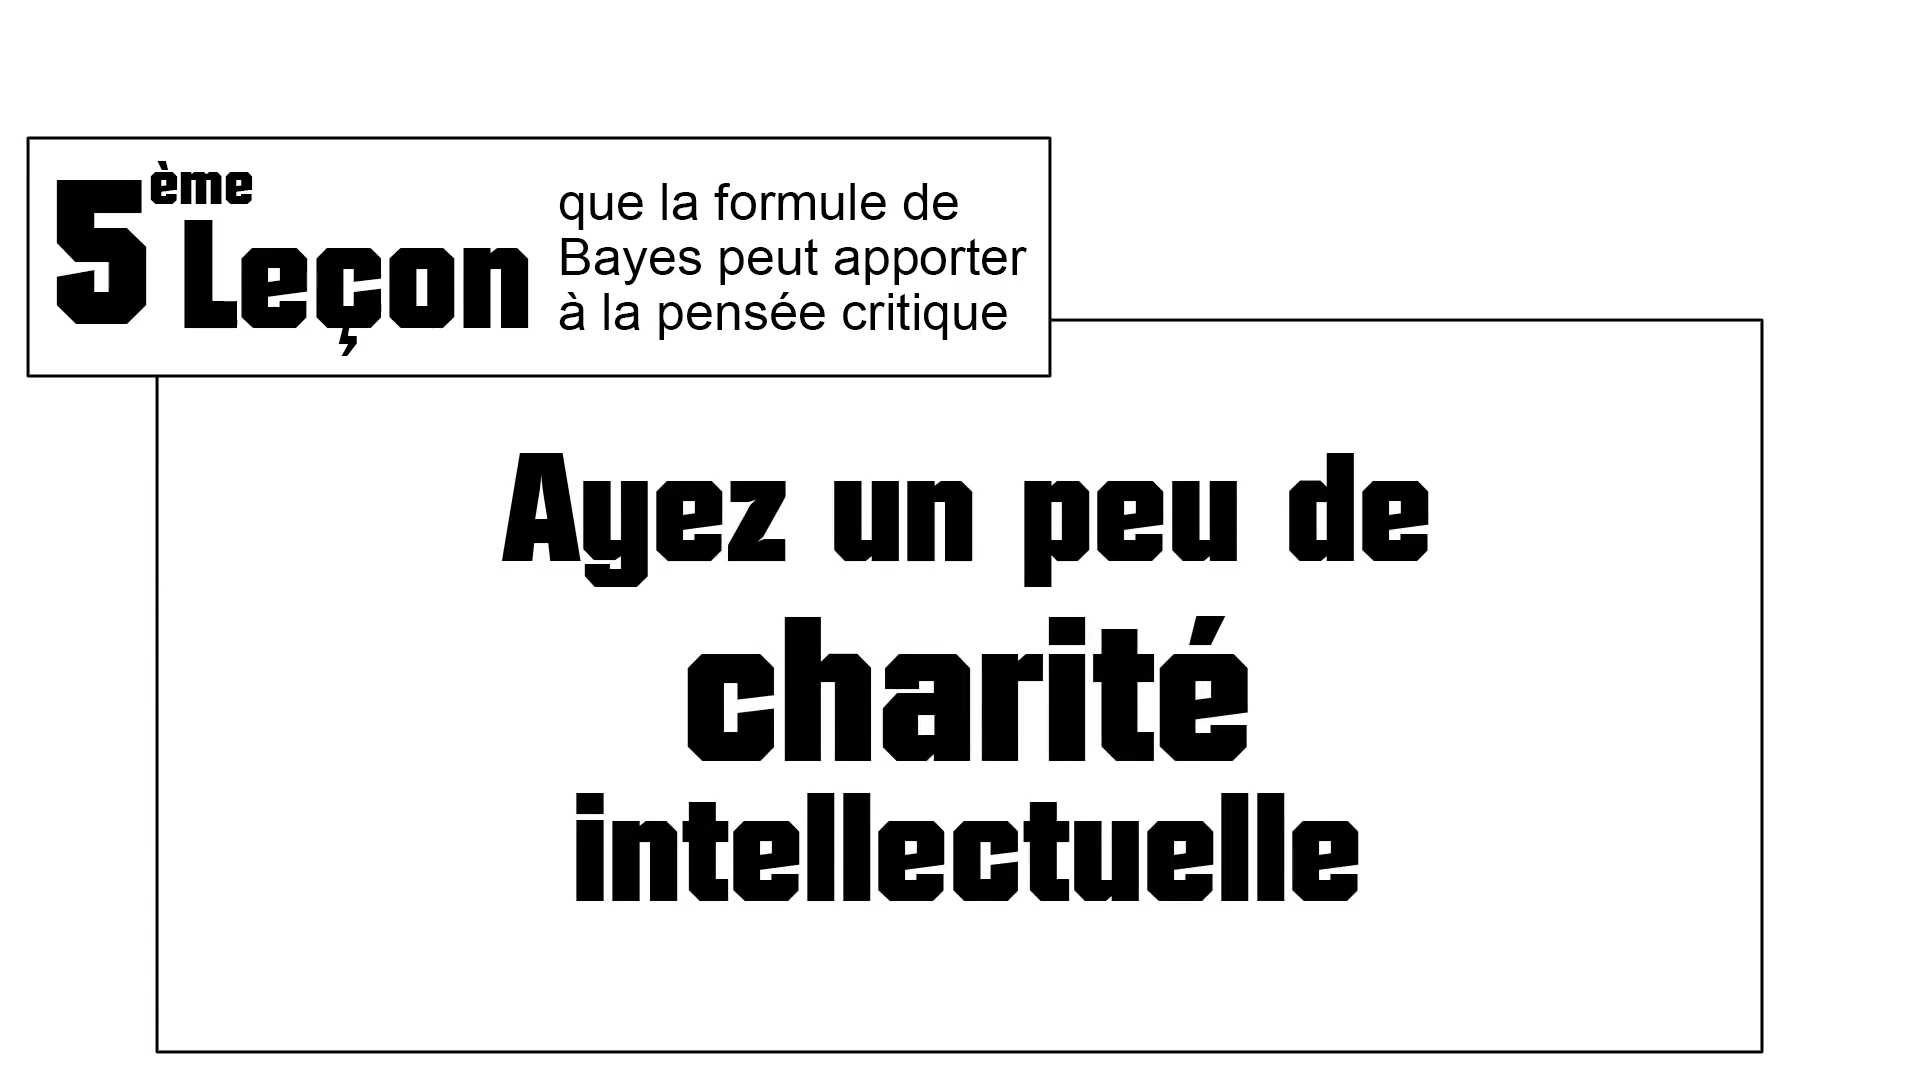 5ème Leçon
que la formule de
Bayes peut apporter
à la pensée critique
Ayez un peu de
charité
intellectuelle